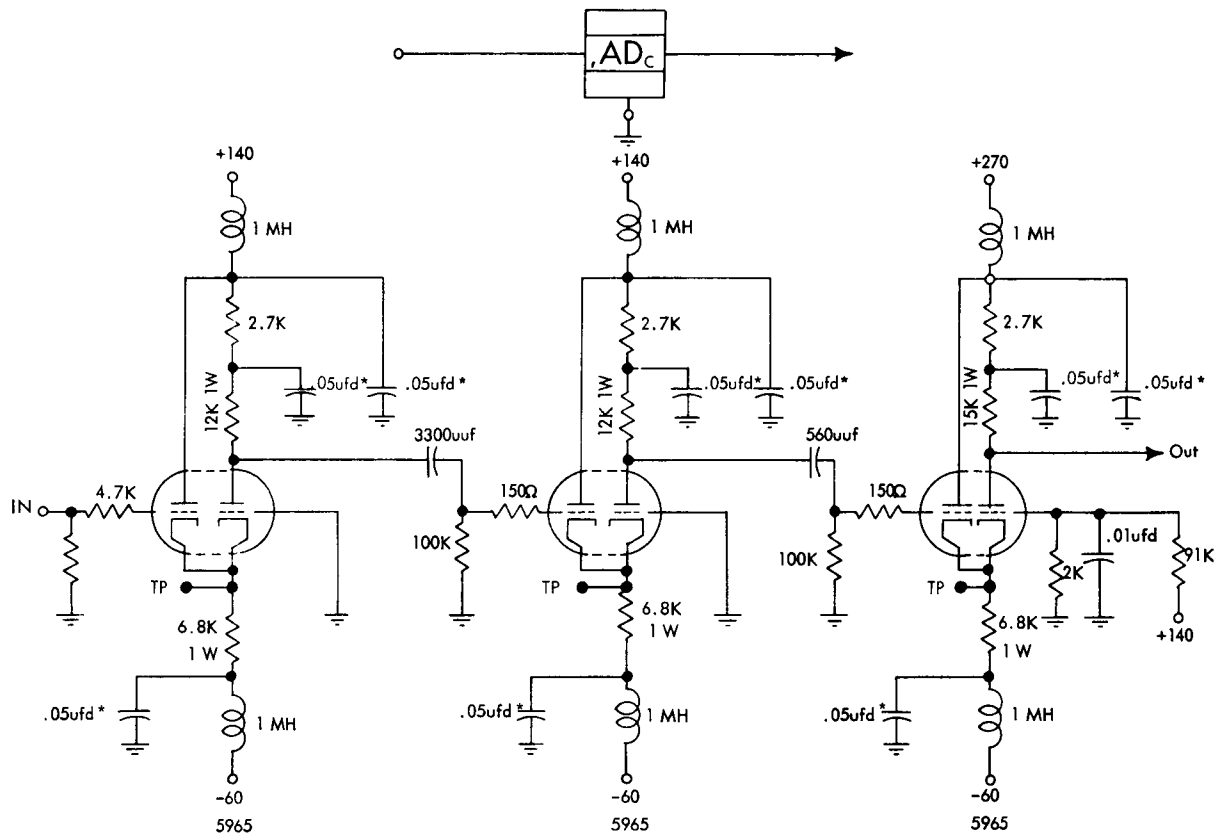 ,ADc
+140
+140
+270
1 MH
1 MH
1 MH
2.7K
2.7K
2.7K
.05ufd*
.05ufd*
.05ufd*
.05ufd*
.05ufd*
.05ufd*
12K 1W
12K 1W
15K 1W
3300uuf
560uuf
Out
IN
4.7K
150Ω
150Ω
100K
100K
.01ufd
2K
91K
TP
TP
TP
+140
6.8K
1 W
6.8K
1 W
6.8K
1 W
.05ufd*
.05ufd*
.05ufd*
1 MH
1 MH
1 MH
-60
-60
-60
5965
5965
5965